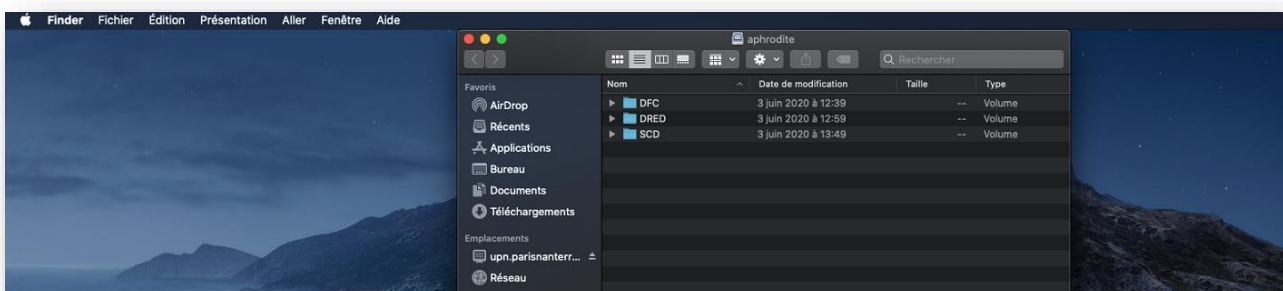 Finder Fichier Édition Présentation Aller Fenêtre Aide
aphrodite
Rechercher
Favoris
AirDrop
Récents
Applications
Bureau
Documents
Téléchargements
Emplacements
upn.parisnanterr...
Réseau
Nom Date de modification Taille Type
DFC 3 juin 2020 à 12:39 -- Volume
DRED 3 juin 2020 à 12:59 -- Volume
SCD 3 juin 2020 à 13:49 -- Volume